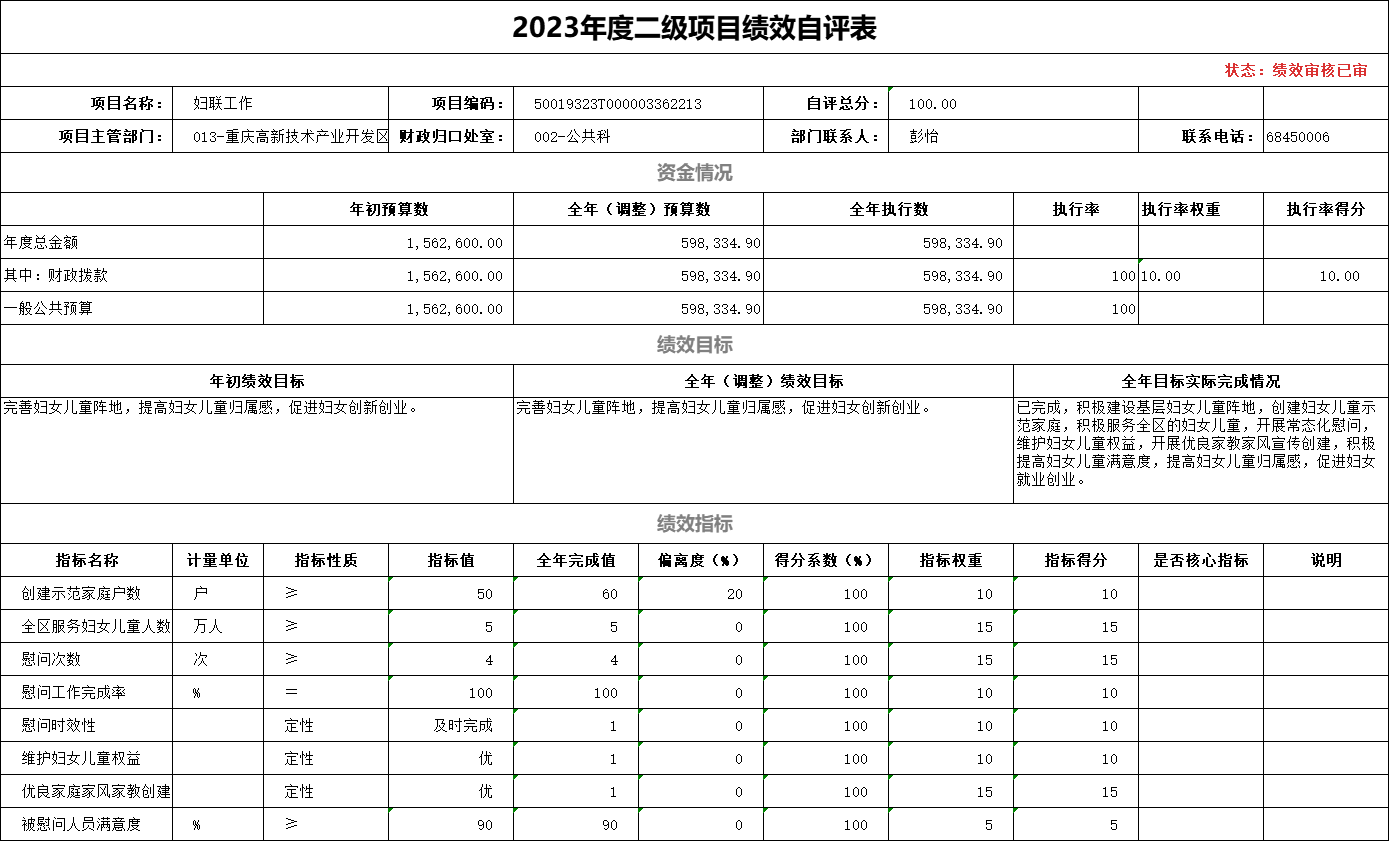 2023年度二级项目绩效自评表
状态：绩效审核已审
项目名称： 妇联工作 项目编码： 50019323T000003362213 自评总分： 100.00
项目主管部门： 013-重庆高新技术产业开发区 财政归口处室： 002-公共科 部门联系人： 彭怡 联系电话： 68450006
资金情况
年初预算数 全年（调整）预算数 全年执行数 执行率 执行率权重 执行率得分
年度总金额 1,562,600.00 598,334.90 598,334.90
其中：财政拨款 1,562,600.00 598,334.90 598,334.90 100 10.00 10.00
一般公共预算 1,562,600.00 598,334.90 598,334.90 100
绩效目标
年初绩效目标 全年（调整）绩效目标 全年目标实际完成情况
完善妇女儿童阵地，提高妇女儿童归属感，促进妇女创新创业。 完善妇女儿童阵地，提高妇女儿童归属感，促进妇女创新创业。 已完成，积极建设基层妇女儿童阵地，创建妇女儿童示
范家庭，积极服务全区的妇女儿童，开展常态化慰问，
维护妇女儿童权益，开展优良家教家风宣传创建，积极
提高妇女儿童满意度，提高妇女儿童归属感，促进妇女
就业创业。
绩效指标
指标名称 计量单位 指标性质 指标值 全年完成值 偏离度（%） 得分系数（%） 指标权重 指标得分 是否核心指标 说明
创建示范家庭户数 户 ≥ 50 60 20 100 10 10
全区服务妇女儿童人数 万人 ≥ 5 5 0 100 15 15
慰问次数 次 ≥ 4 4 0 100 15 15
慰问工作完成率 % ＝ 100 100 0 100 10 10
慰问时效性 定性 及时完成 1 0 100 10 10
维护妇女儿童权益 定性 优 1 0 100 10 10
优良家庭家风家教创建 定性 优 1 0 100 15 15
被慰问人员满意度 % ≥ 90 90 0 100 5 5